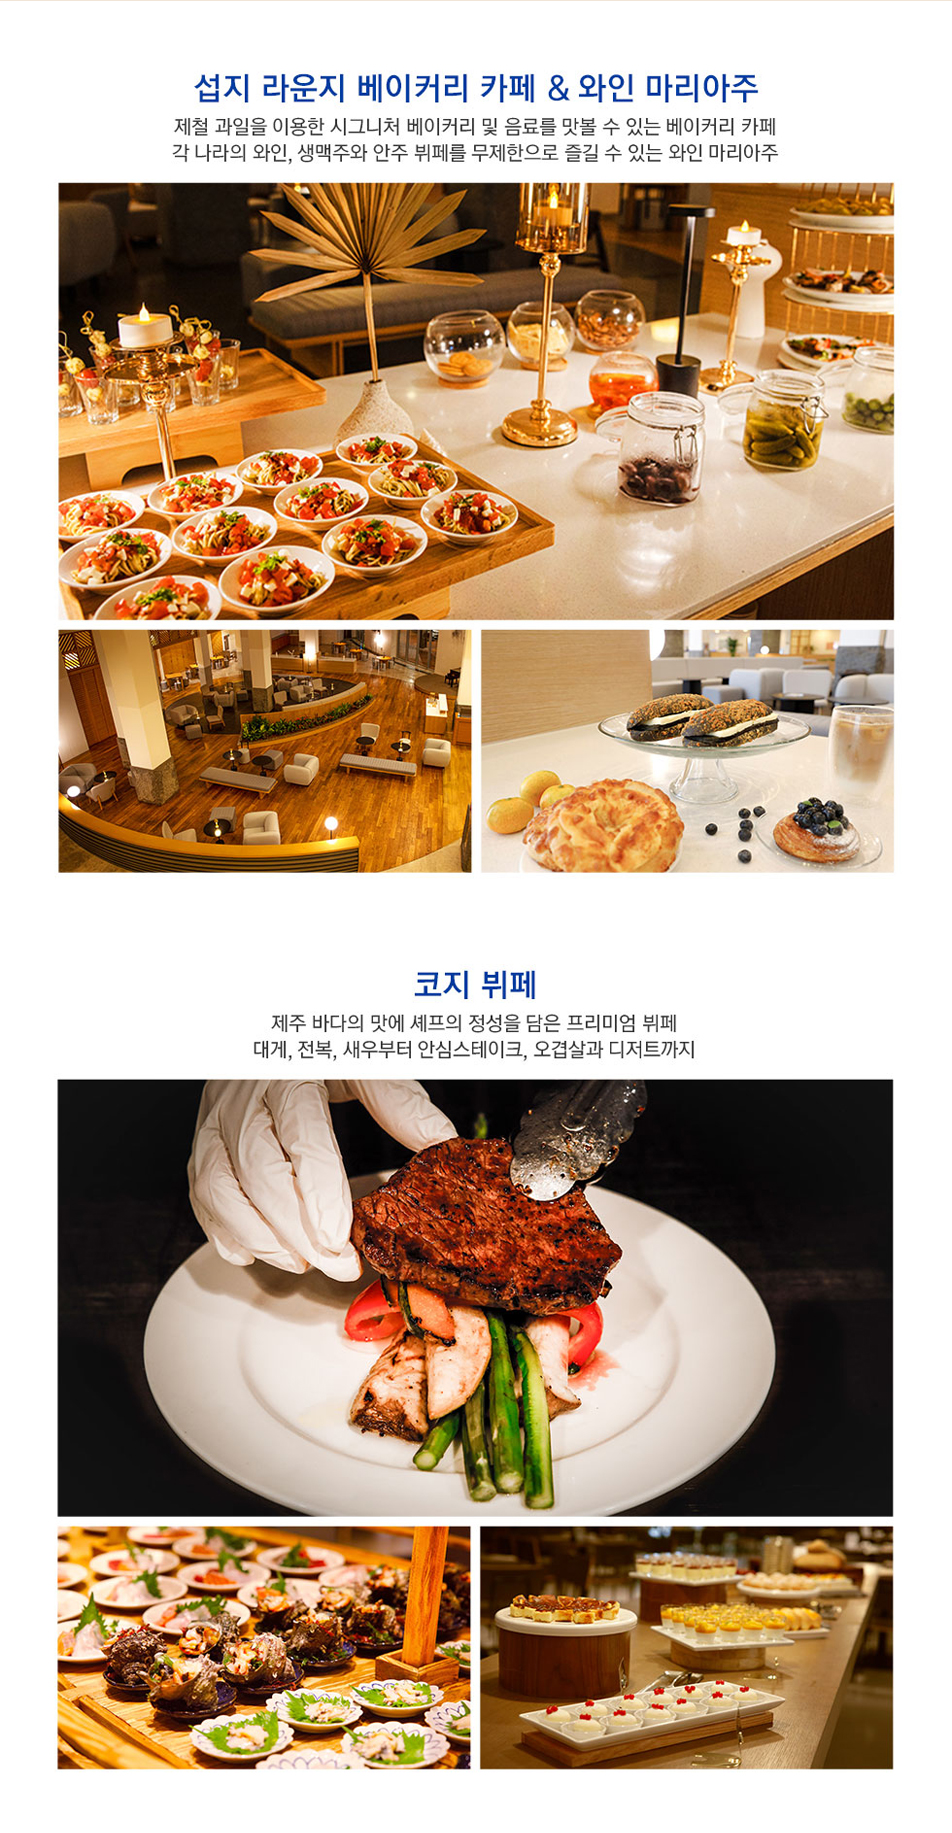 섭지 라운지 베이커리 카페 & 와인 마리아주
제철 과일을 이용한 시그니처 베이커리 및 음료를 맛볼 수 있는 베이커리 카페
각 나라의 와인, 생맥주와 안주 뷔페를 무제한으로 즐길 수 있는 와인 마리아주
코지 뷔페
제주 바다의 맛에 셰프의 정성을 담은 프리미엄 뷔페
대게, 전복, 새우부터 안심스테이크, 오겹살과 디저트까지